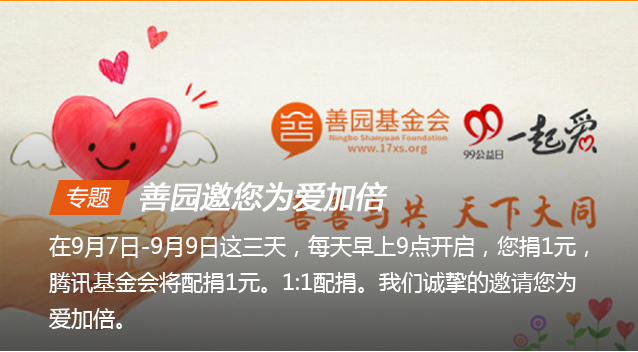 善园基金会
Ningbo Shanyuan Foundation
www.17xs.org
99公益日
一起爱
专题
善园邀您为爱加倍
善善与共 天下大同
在9月7日-9月9日这三天，每天早上9点开启，您捐1元，
腾讯基金会将配捐1元。1:1配捐。我们诚挚的邀请您为
爱加倍。